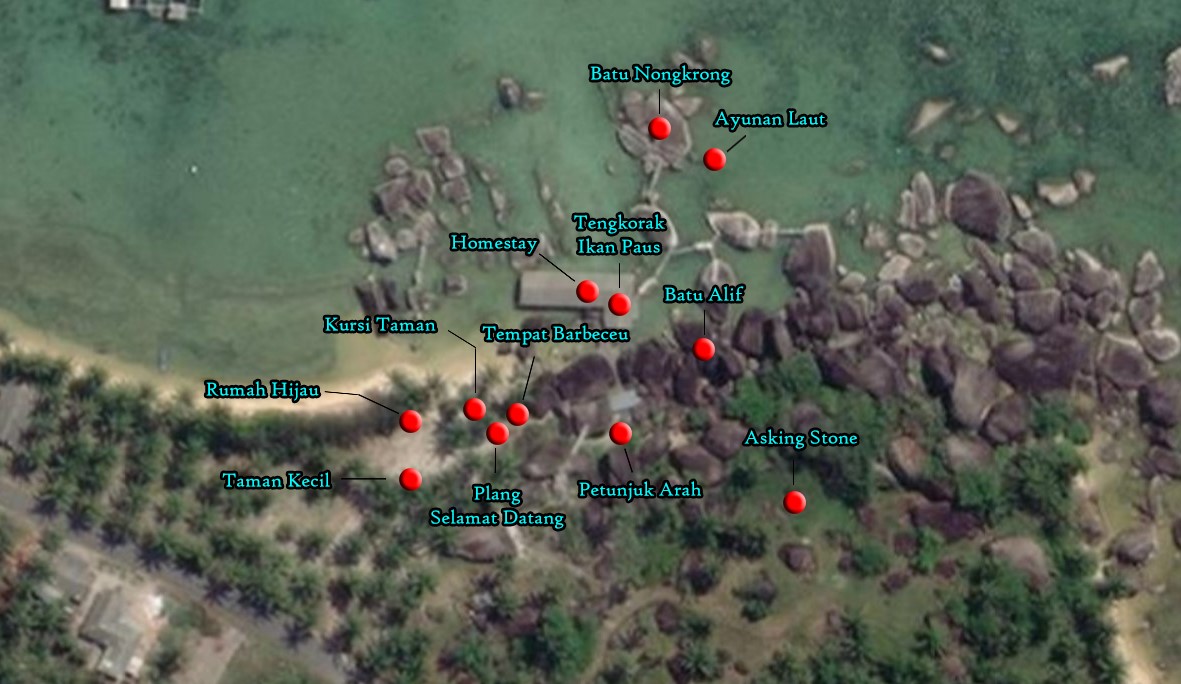 Batu Nongkrong
Ayunan Laut
Tengkorak
Ikan Paus
Homestay
Batu Alif
Kursi Taman
Tempat Barbeceu
Rumah Hijau
Asking Stone
Taman Kecil
Petunjuk Arah
Plang
Selamat Datang